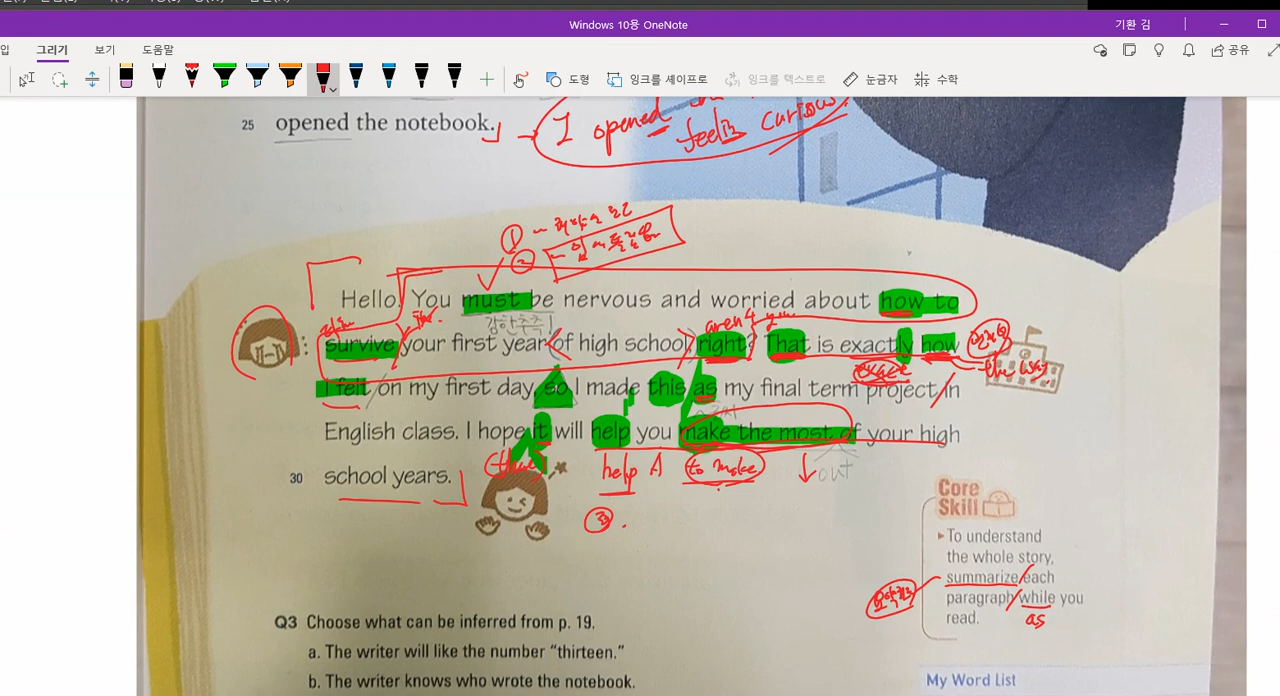 Windows 10용 OneNote
기환 김
입 그리기 보기 도움말
공유
도형 잉크를 셰이프로 잉크를 텍스트로 눈금자 수학
25 opened the notebook.
I opened
feeling curious.
Hello. You must be nervous and worried about how to
강한추측!
aren't you
survive your first year of high school, right? That is exactly how
exact
the way
I felt on my first day, so I made this as my final term project in
English class. I hope it will help you make the most of your high
(that)
help A to make
out
30 school years.
Core
Skill
▸To understand
the whole story,
summarize each
paragraph while you
read.
as
Q3 Choose what can be inferred from p. 19.
a. The writer will like the number “thirteen.”
b. The writer knows who wrote the notebook.
My Word List